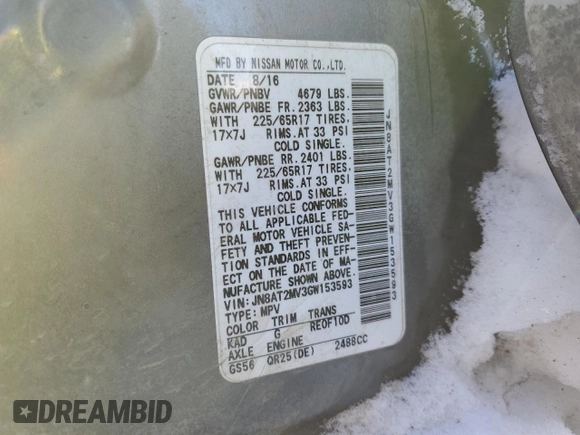 MFD BY NISSAN MOTOR CO.,LTD.
DATE 8/16
GVWR/PNBV 4679 LBS.
GAWR/PNBE FR. 2363 LBS.
WITH 225/65R17 TIRES.
17×7J RIMS. AT 33 PSI
COLD SINGLE.
GAWR/PNBE RR. 2401 LBS.
WITH 225/65R17 TIRES.
17×7J RIMS. AT 33 PSI
COLD SINGLE.
THIS VEHICLE CONFORMS
TO ALL APPLICABLE FED-
ERAL MOTOR VEHICLE SA-
FETY AND THEFT PREVEN-
TION STANDARDS IN EFF-
ECT ON THE DATE OF MA-
NUFACTURE SHOWN ABOVE.
VIN: JN8AT2MV3GW153593
TYPE: MPV
COLOR TRIM TRANS
KAD G RE0F10D
AXLE ENGINE
GS56 QR25(DE) 2488CC
JN8AT2MV3GW153593
DREAMBID